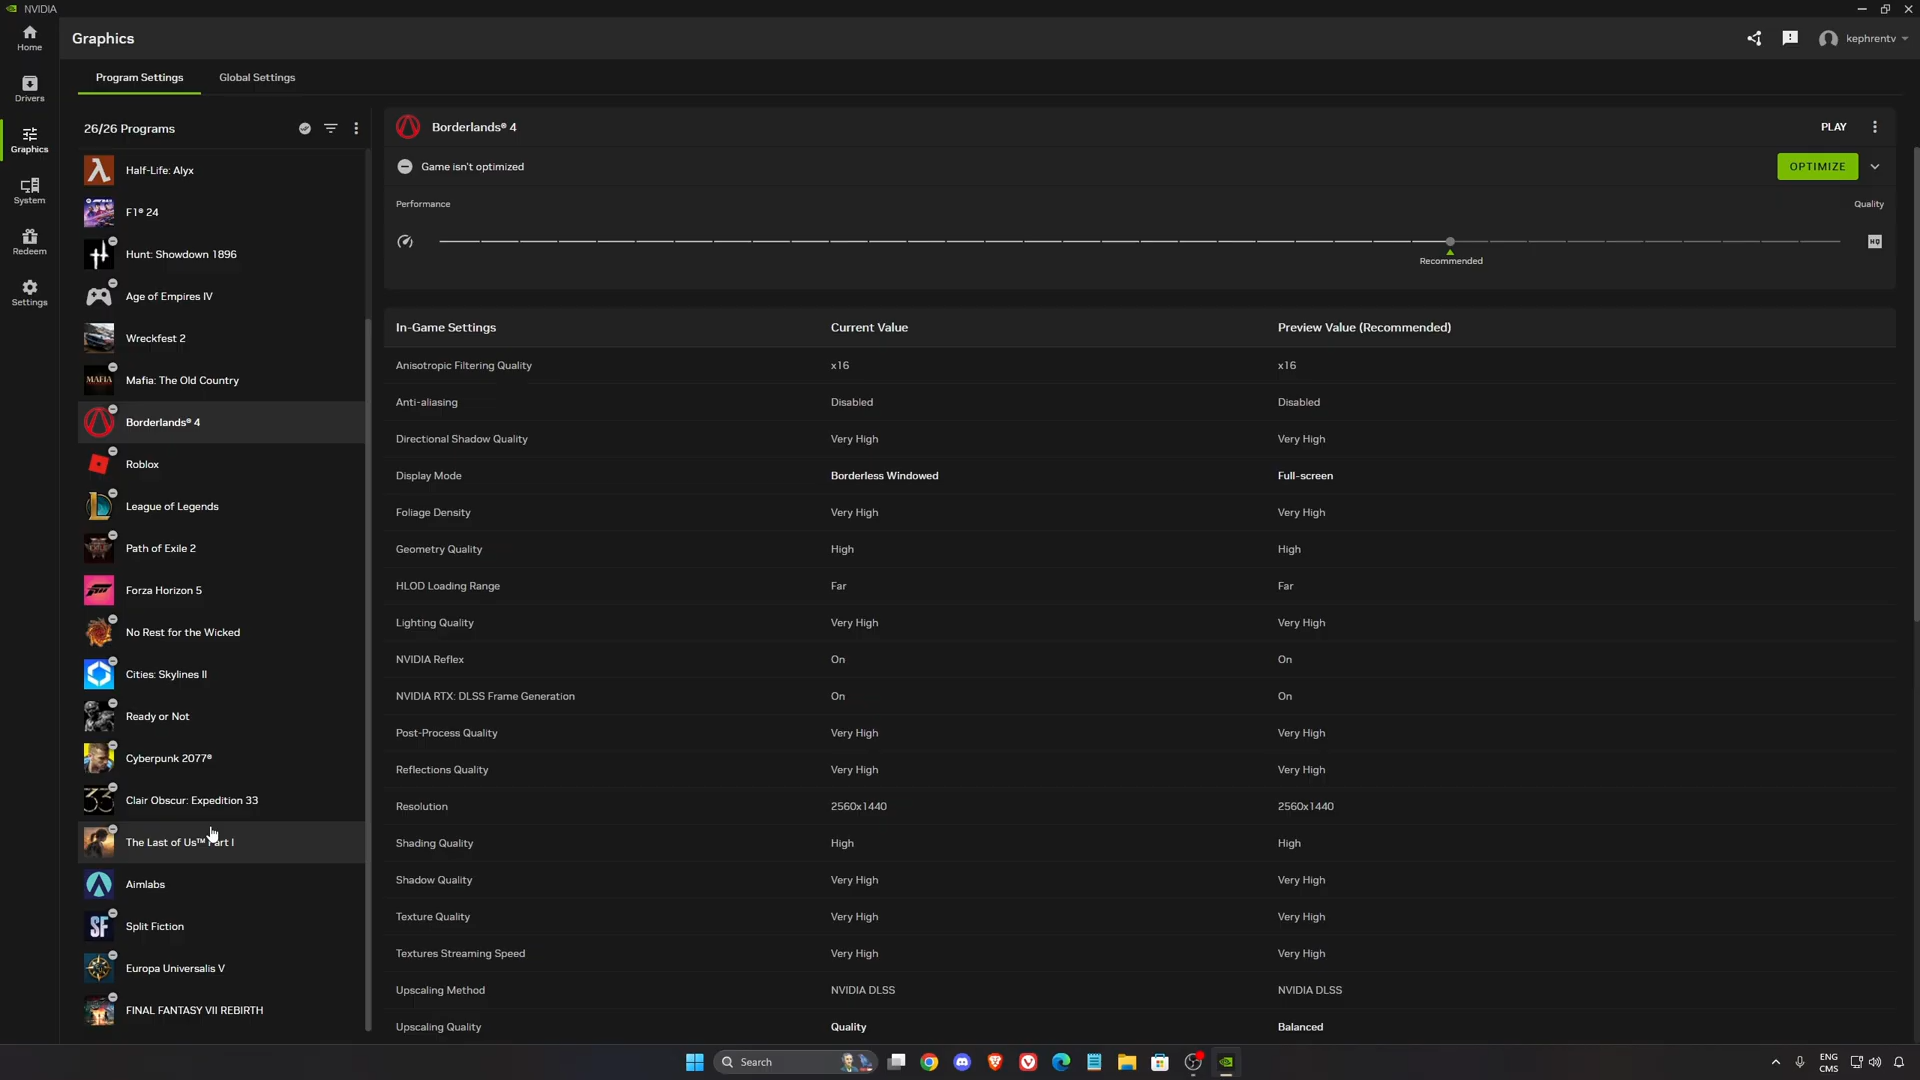 NVIDIA
Home
Drivers
Graphics
System
Redeem
Settings
Graphics
kephrentv
Program Settings
Global Settings
26/26 Programs
Half-Life: Alyx
F1® 24
Hunt: Showdown 1896
Age of Empires IV
Wreckfest 2
MAFIA
Mafia: The Old Country
Borderlands® 4
Roblox
League of Legends
Path of Exile 2
Forza Horizon 5
No Rest for the Wicked
Cities: Skylines II
Ready or Not
Cyberpunk 2077®
33
Clair Obscur: Expedition 33
The Last of Us™ Part I
Aimlabs
SF
Split Fiction
Europa Universalis V
FINAL FANTASY VII REBIRTH
Borderlands® 4
PLAY
Game isn't optimized
OPTIMIZE
Performance
Quality
HQ
Recommended
In-Game Settings Current Value Preview Value (Recommended)
Anisotropic Filtering Quality x16 x16
Anti-aliasing Disabled Disabled
Directional Shadow Quality Very High Very High
Display Mode Borderless Windowed Full-screen
Foliage Density Very High Very High
Geometry Quality High High
HLOD Loading Range Far Far
Lighting Quality Very High Very High
NVIDIA Reflex On On
NVIDIA RTX: DLSS Frame Generation On On
Post-Process Quality Very High Very High
Reflections Quality Very High Very High
Resolution 2560x1440 2560x1440
Shading Quality High High
Shadow Quality Very High Very High
Texture Quality Very High Very High
Textures Streaming Speed Very High Very High
Upscaling Method NVIDIA DLSS NVIDIA DLSS
Upscaling Quality Quality Balanced
Search
ENG
CMS